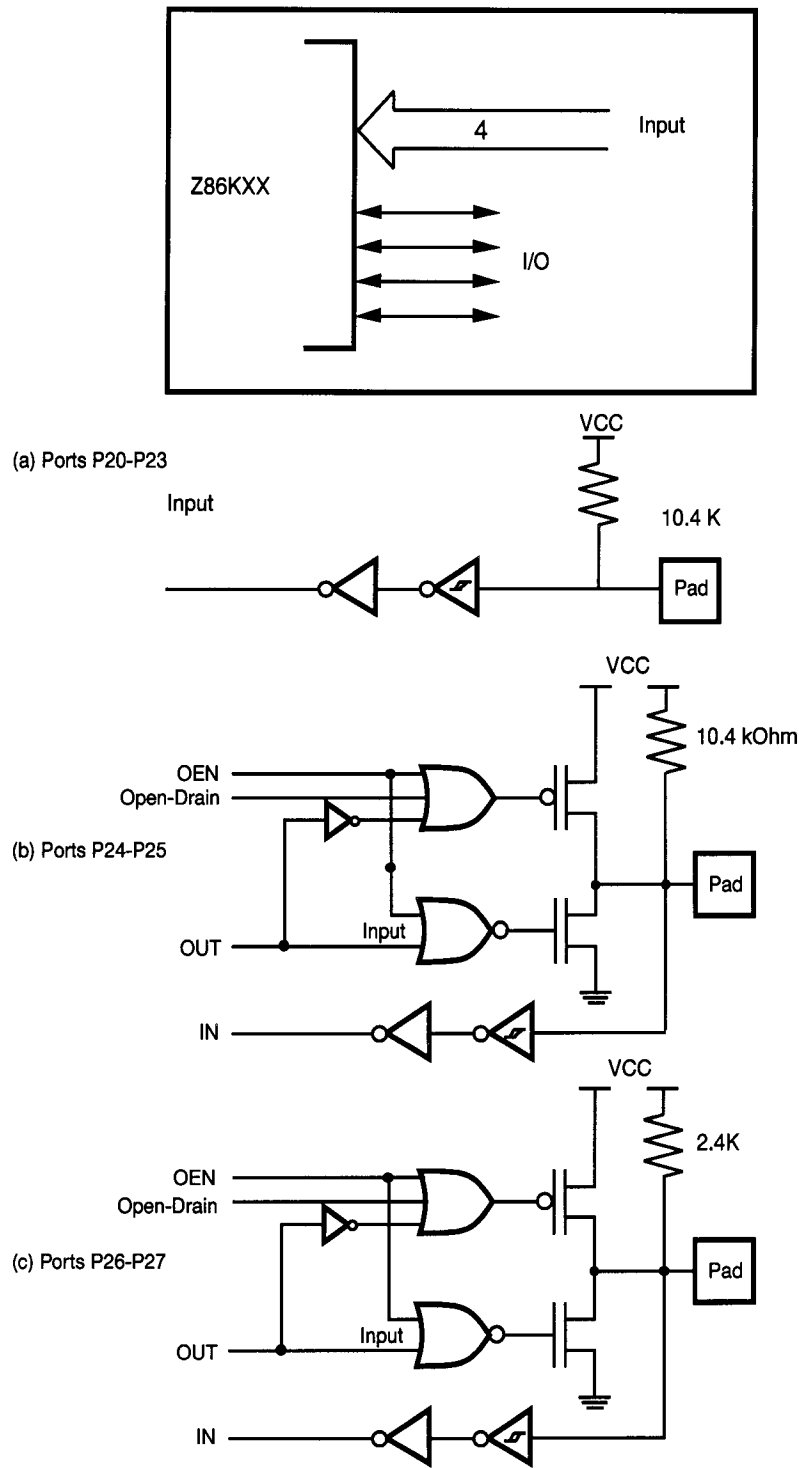 4
Input
Z86KXX
I/O
VCC
(a) Ports P20-P23
Input
10.4 K
Pad
VCC
10.4 kOhm
OEN
Open-Drain
(b) Ports P24-P25
Pad
Input
OUT
IN
VCC
2.4K
OEN
Open-Drain
(c) Ports P26-P27
Pad
Input
OUT
IN